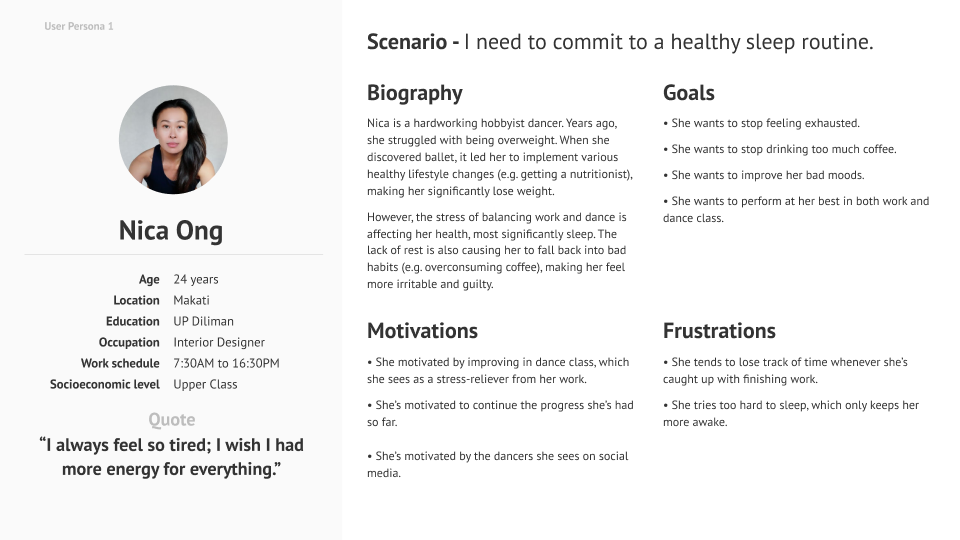 User Persona 1
Nica Ong
Age 24 years
Location Makati
Education UP Diliman
Occupation Interior Designer
Work schedule 7:30AM to 16:30PM
Socioeconomic level Upper Class
Quote
“I always feel so tired; I wish I had
more energy for everything.”
Scenario - I need to commit to a healthy sleep routine.
Biography
Nica is a hardworking hobbyist dancer. Years ago,
she struggled with being overweight. When she
discovered ballet, it led her to implement various
healthy lifestyle changes (e.g. getting a nutritionist),
making her significantly lose weight.
However, the stress of balancing work and dance is
affecting her health, most significantly sleep. The
lack of rest is also causing her to fall back into bad
habits (e.g. overconsuming coffee), making her feel
more irritable and guilty.
Goals
• She wants to stop feeling exhausted.
• She wants to stop drinking too much coffee.
• She wants to improve her bad moods.
• She wants to perform at her best in both work and
dance class.
Motivations
• She motivated by improving in dance class, which
she sees as a stress-reliever from her work.
• She’s motivated to continue the progress she’s had
so far.
• She’s motivated by the dancers she sees on social
media.
Frustrations
• She tends to lose track of time whenever she’s
caught up with finishing work.
• She tries too hard to sleep, which only keeps her
more awake.